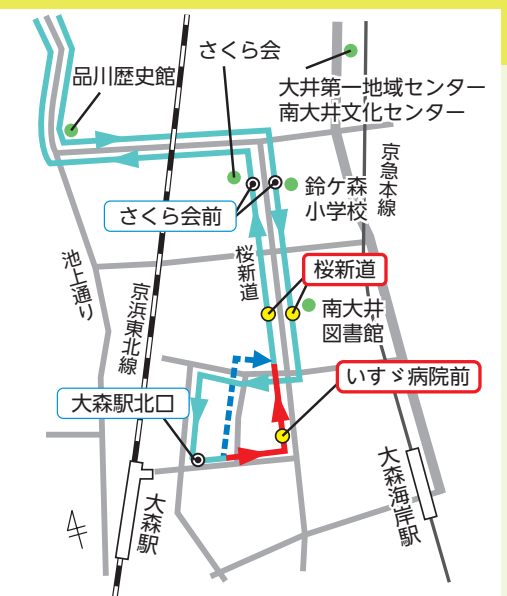 さくら会
品川歴史館
大井第一地域センター
南大井文化センター
京急本線
鈴ケ森
小学校
さくら会前
桜新道
池上通り
桜新道
京浜東北線
南大井
図書館
いすゞ病院前
大森駅北口
大森駅
大森海岸駅